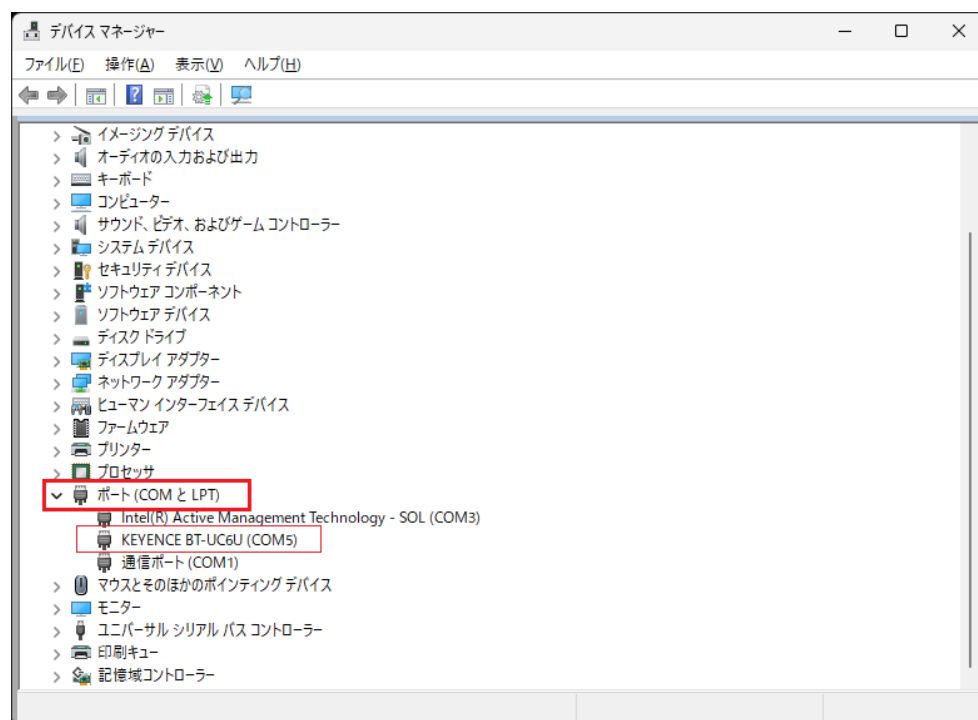 デバイス マネージャー
ファイル(F) 操作(A) 表示(V) ヘルプ(H)
イメージング デバイス
オーディオの入力および出力
キーボード
コンピューター
サウンド、ビデオ、およびゲーム コントローラー
システム デバイス
セキュリティ デバイス
ソフトウェア コンポーネント
ソフトウェア デバイス
ディスク ドライブ
ディスプレイ アダプター
ネットワーク アダプター
ヒューマン インターフェイス デバイス
ファームウェア
プリンター
プロセッサ
ポート (COM と LPT)
Intel(R) Active Management Technology - SOL (COM3)
KEYENCE BT-UC6U (COM5)
通信ポート (COM1)
マウスとそのほかのポインティング デバイス
モニター
ユニバーサル シリアル バス コントローラー
印刷キュー
記憶域コントローラー